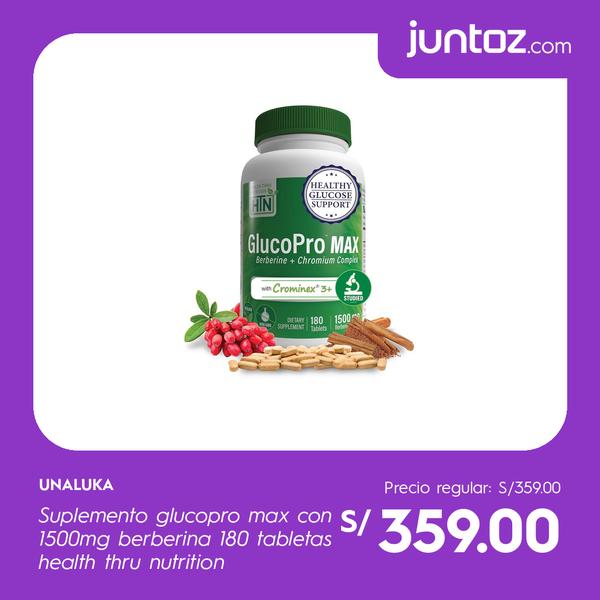 juntoz.com
HTN
HEALTHY
GLUCOSE
SUPPORT
GlucoPro MAX
Berberine + Chromium Complex
with Crominex® 3+
STUDIED
DIETARY
SUPPLEMENT
180
Tablets
1500 mg
UNALUKA
Precio regular: S/359.00
Suplemento glucopro max con
1500mg berberina 180 tabletas
health thru nutrition
S/ 359.00